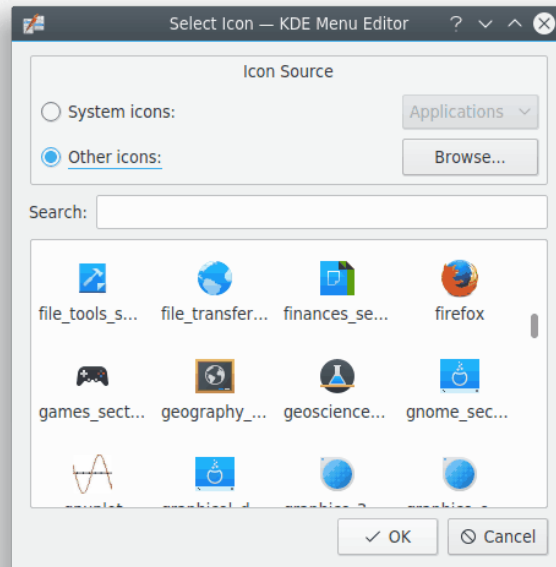 Select Icon — KDE Menu Editor
Icon Source
System icons:
Applications
Other icons:
Browse...
Search:
file_tools_s... file_transfer... finances_se... firefox
games_sect... geography_... geoscience... gnome_sec...
OK Cancel